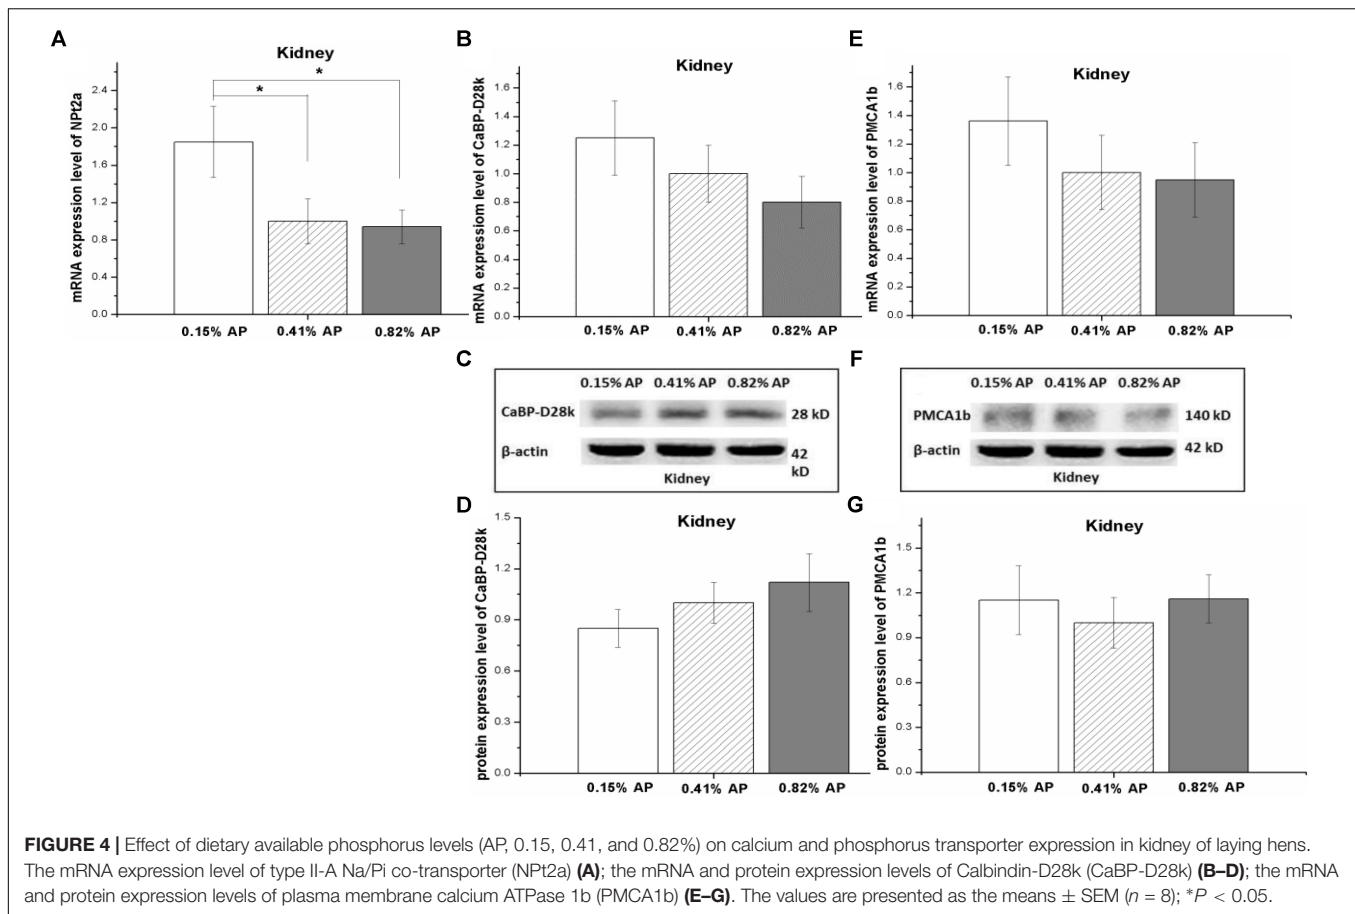 A
Kidney
* *
mRNA expression level of NPt2a
2.4
2.0
1.6
1.2
0.8
0.4
0.0
0.15% AP 0.41% AP 0.82% AP
B
Kidney
mRNA expressiom level of CaBP-D28k
1.6
1.4
1.2
1.0
0.8
0.6
0.4
0.2
0.0
0.15% AP 0.41% AP 0.82% AP
E
Kidney
mRNA expression level of PMCA1b
1.6
1.4
1.2
1.0
0.8
0.6
0.4
0.2
0.0
0.15% AP 0.41% AP 0.82% AP
C
0.15% AP 0.41% AP 0.82% AP
CaBP-D28k 28 kD
β-actin 42
kD
Kidney
F
0.15% AP 0.41% AP 0.82% AP
PMCA1b 140 kD
β-actin 42 kD
Kidney
D
Kidney
protein expression level of CaBP-D28k
1.5
1.2
0.9
0.6
0.3
0.0
0.15% AP 0.41% AP 0.82% AP
G
Kidney
protein expression level of PMCA1b
1.5
1.2
0.9
0.6
0.3
0.0
0.15% AP 0.41% AP 0.82% AP
FIGURE 4 | Effect of dietary available phosphorus levels (AP, 0.15, 0.41, and 0.82%) on calcium and phosphorus transporter expression in kidney of laying hens.
The mRNA expression level of type II-A Na/Pi co-transporter (NPt2a) (A); the mRNA and protein expression levels of Calbindin-D28k (CaBP-D28k) (B–D); the mRNA
and protein expression levels of plasma membrane calcium ATPase 1b (PMCA1b) (E–G). The values are presented as the means ± SEM (n = 8); *P < 0.05.